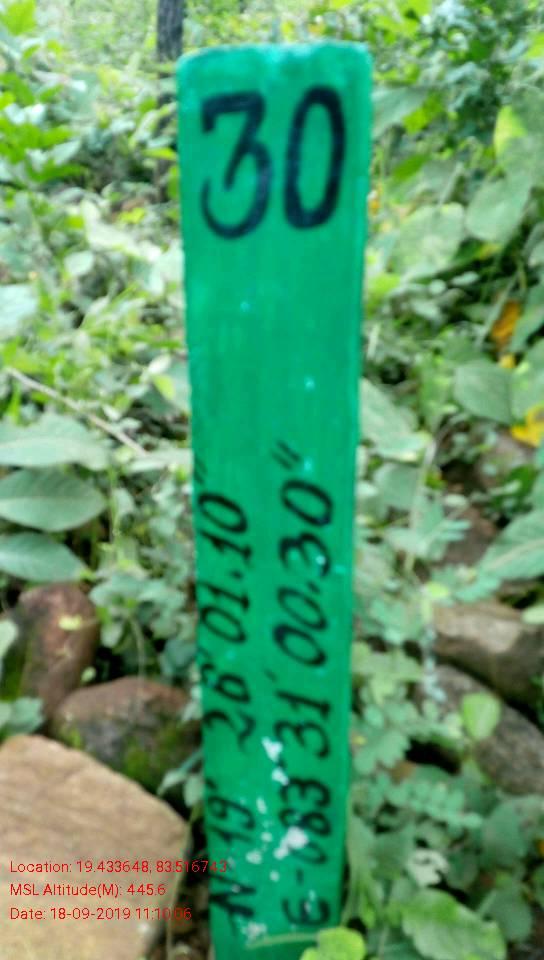 30
N 19° 26' 01.10"
E-083 31' 00.30"
Location: 19.433648, 83.516743
MSL Altitude(M): 445.6
Date: 18-09-2019 11:10:06